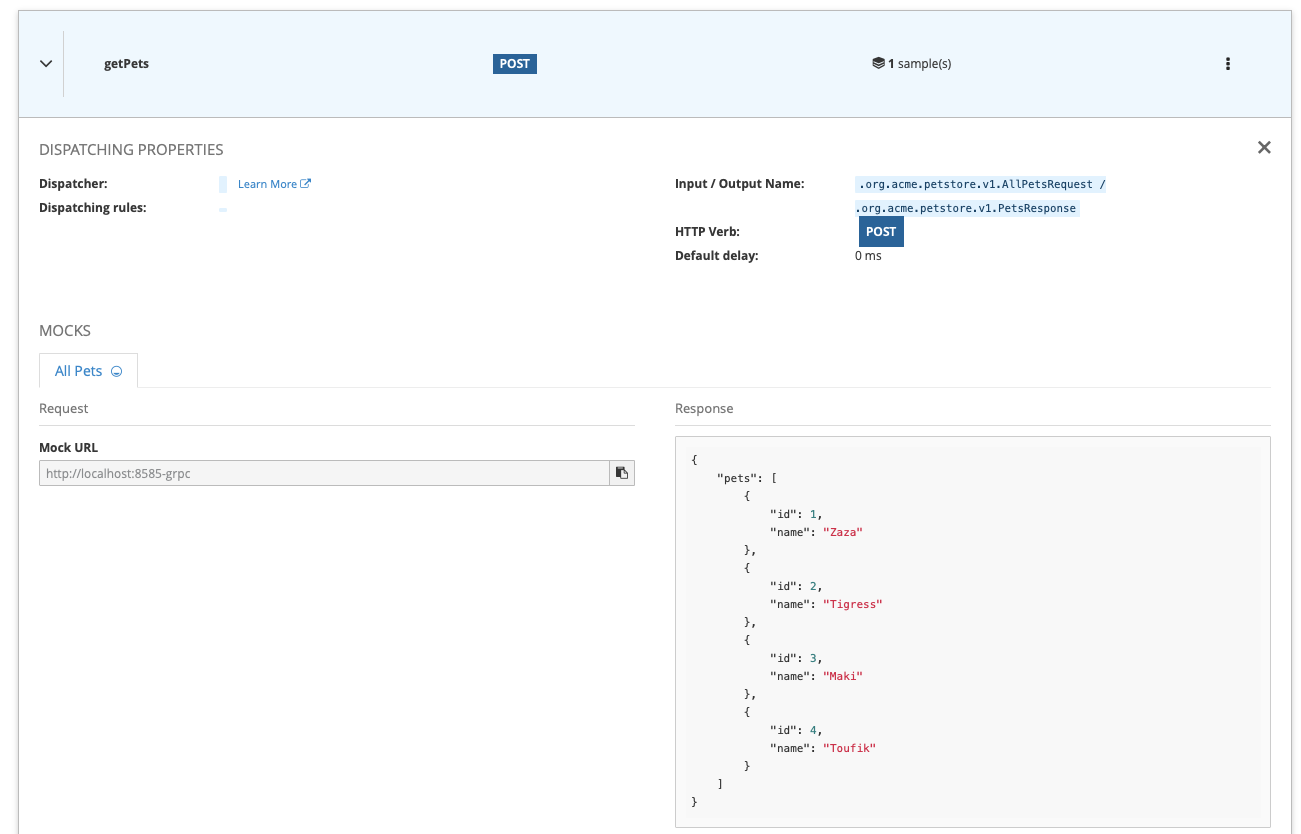 getPets
POST
1 sample(s)
DISPATCHING PROPERTIES
Dispatcher:
Learn More
Dispatching rules:
Input / Output Name:
.org.acme.petstore.v1.AllPetsRequest /
.org.acme.petstore.v1.PetsResponse
HTTP Verb:
POST
Default delay:
0 ms
MOCKS
All Pets
Request
Mock URL
http://localhost:8585-grpc
Response
{
    "pets": [
        {
            "id": 1,
            "name": "Zaza"
        },
        {
            "id": 2,
            "name": "Tigress"
        },
        {
            "id": 3,
            "name": "Maki"
        },
        {
            "id": 4,
            "name": "Toufik"
        }
    ]
}